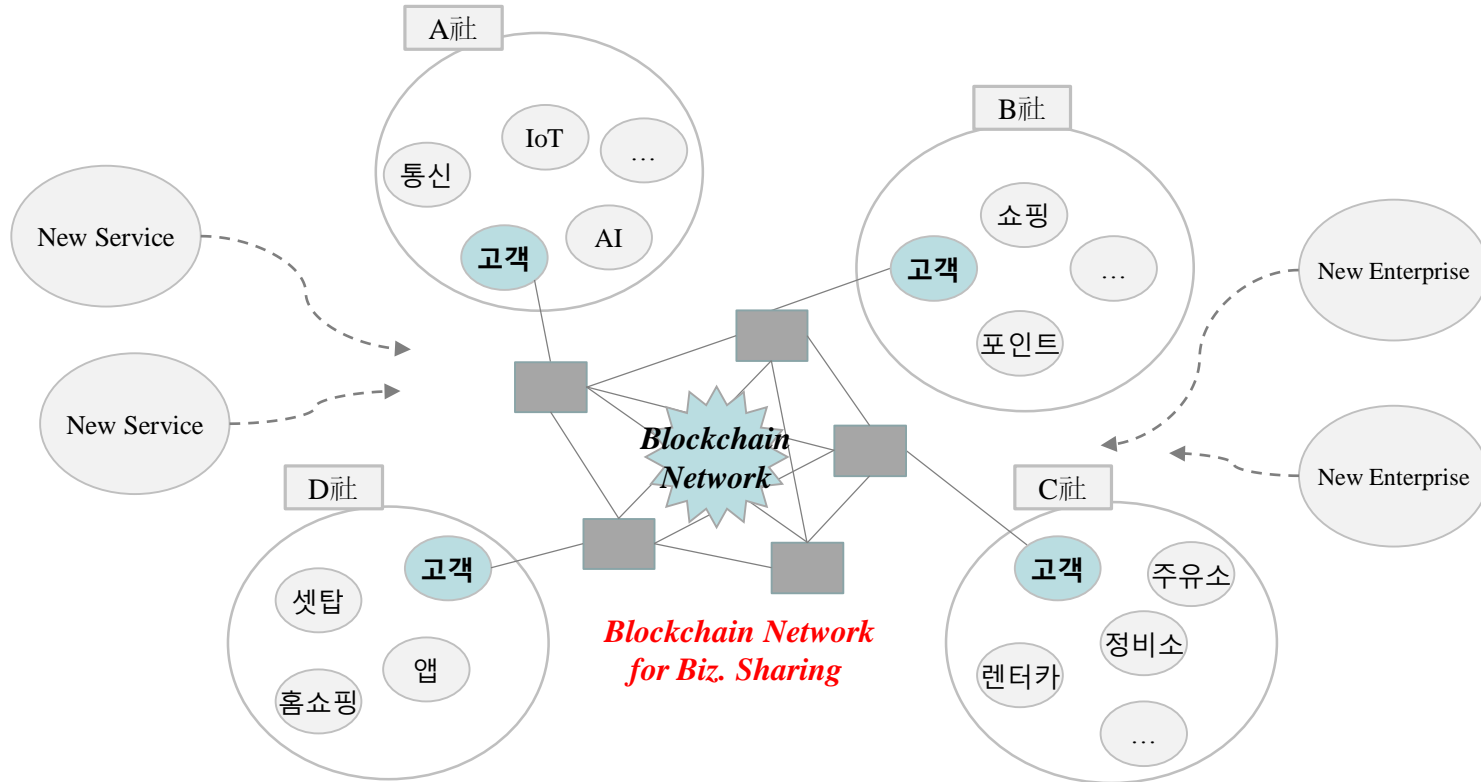 A社
IoT
…
통신
AI
고객
B社
쇼핑
고객
…
포인트
New Service
New Service
New Enterprise
New Enterprise
Blockchain
Network
D社
고객
셋탑
앱
홈쇼핑
C社
고객
주유소
정비소
렌터카
…
Blockchain Network
for Biz. Sharing